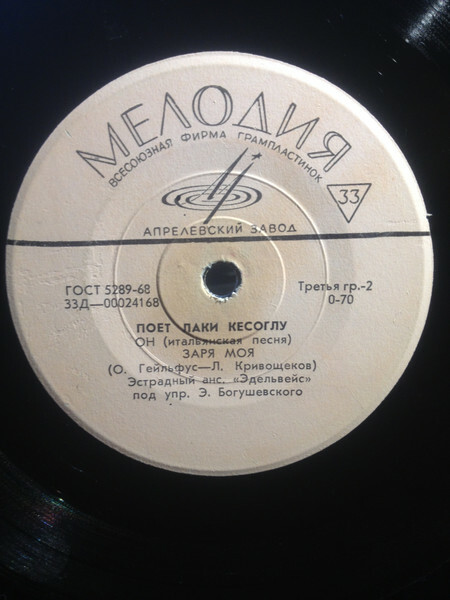 МЕЛОДИЯ
ВСЕСОЮЗНАЯ ФИРМА ГРАМПЛАСТИНОК
33
АПРЕЛЕВСКИЙ ЗАВОД
ГОСТ 5289-68
Третья гр.-2
33Д—00024168
0-70
ПОЕТ ЛАКИ КЕСОГЛУ
ОН (итальянская песня)
ЗАРЯ МОЯ
(О. Гейльфус—Л. Кривощеков)
Эстрадный анс. «Эдельвейс»
под упр. Э. Богушевского